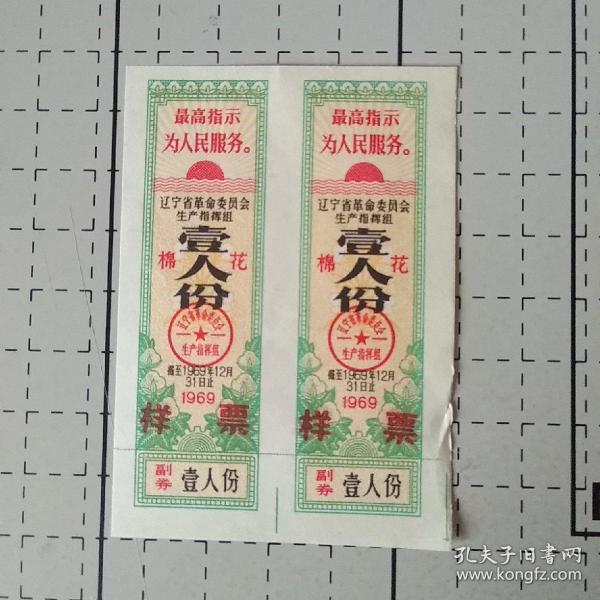 最高指示
为人民服务。
辽宁省革命委员会
生产指挥组
棉花
壹人份
辽宁省革命委员会
生产指挥组
截至1969年12月
31日止
1969
样票
副券 壹人份
最高指示
为人民服务。
辽宁省革命委员会
生产指挥组
棉花
壹人份
辽宁省革命委员会
生产指挥组
截至1969年12月
31日止
1969
样票
副券 壹人份
孔夫子旧书网
www.kongfz.com